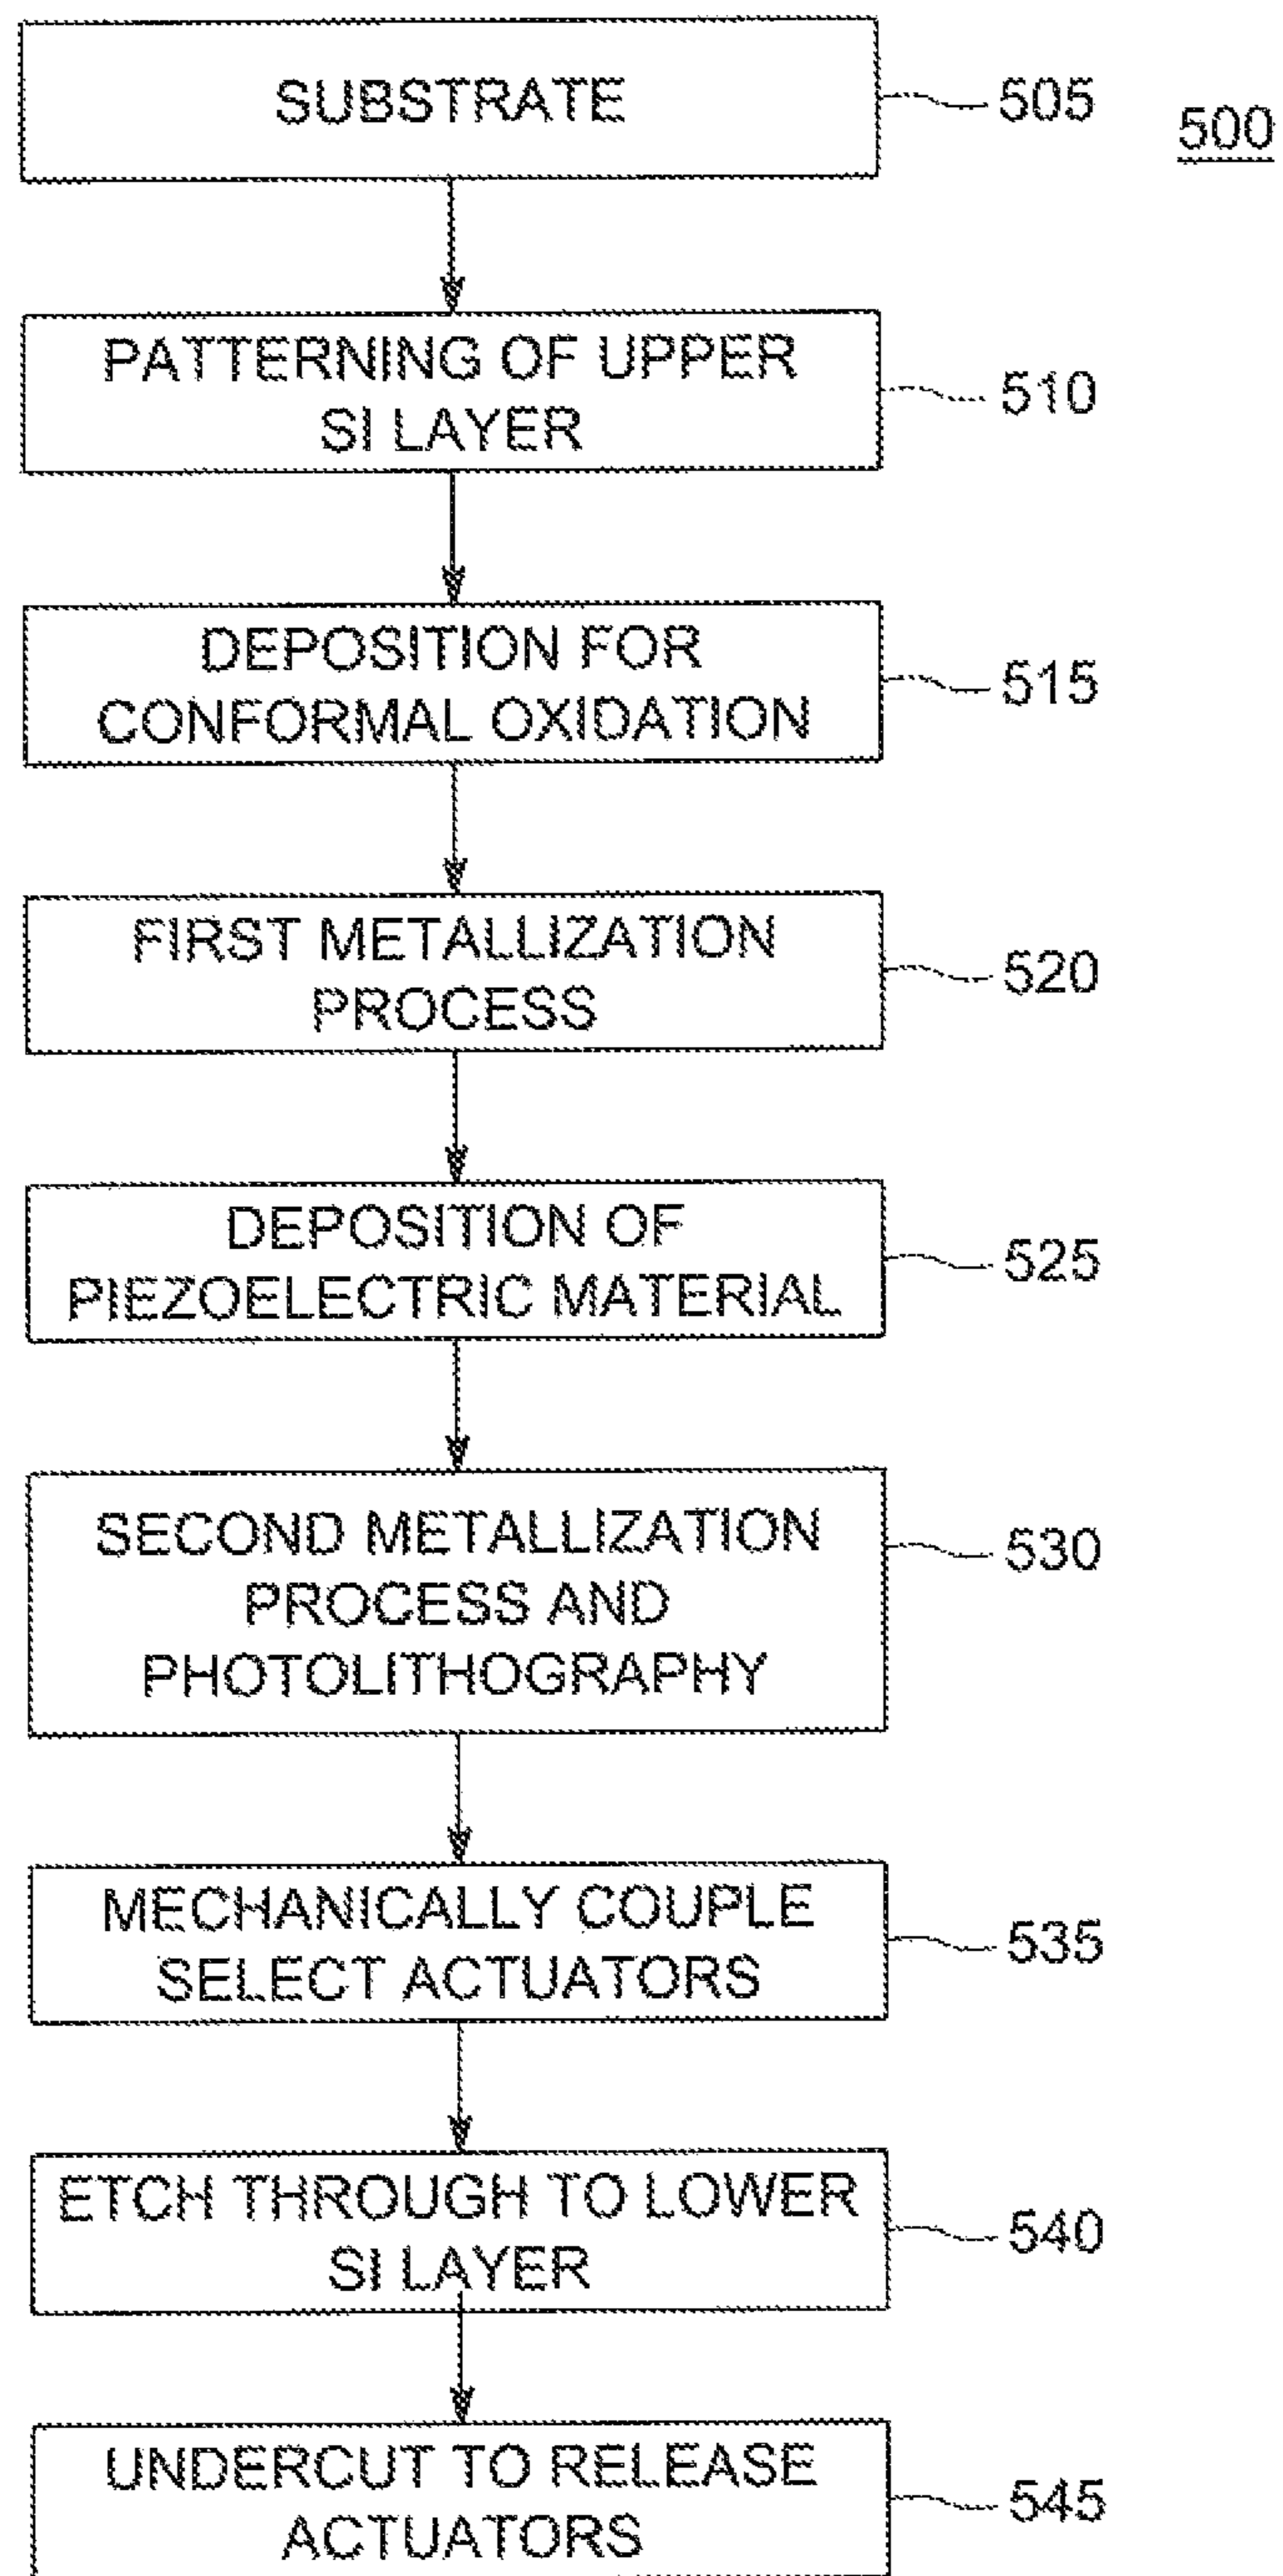 SUBSTRATE
505
500
PATTERNING OF UPPER
SI LAYER
510
DEPOSITION FOR
CONFORMAL OXIDATION
515
FIRST METALLIZATION
PROCESS
520
DEPOSITION OF
PIEZOELECTRIC MATERIAL
525
SECOND METALLIZATION
PROCESS AND
PHOTOLITHOGRAPHY
530
MECHANICALLY COUPLE
SELECT ACTUATORS
535
ETCH THROUGH TO LOWER
SI LAYER
540
UNDERCUT TO RELEASE
ACTUATORS
545